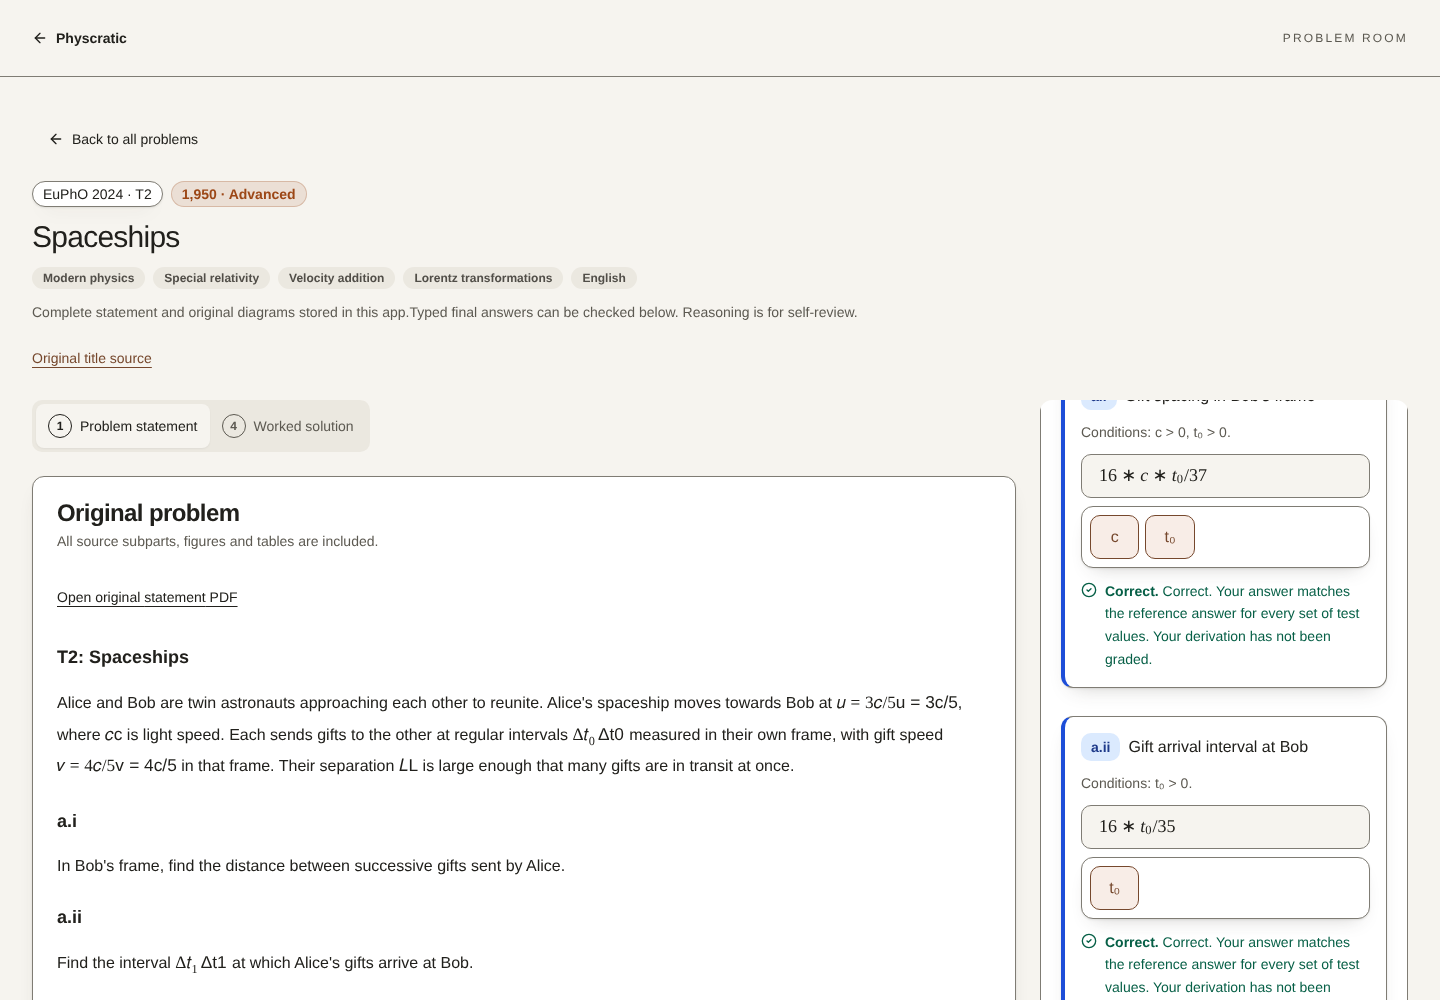 Physcratic
PROBLEM ROOM
Back to all problems
EuPhO 2024 · T2
1,950 · Advanced
Spaceships
Modern physics
Special relativity
Velocity addition
Lorentz transformations
English
Complete statement and original diagrams stored in this app.Typed final answers can be checked below. Reasoning is for self-review.
Original title source
1 Problem statement
4 Worked solution
Original problem
All source subparts, figures and tables are included.
Open original statement PDF
T2: Spaceships
Alice and Bob are twin astronauts approaching each other to reunite. Alice's spaceship moves towards Bob at u = 3c/5u = 3c/5,
where cc is light speed. Each sends gifts to the other at regular intervals Δt₀ Δt0 measured in their own frame, with gift speed
v = 4c/5v = 4c/5 in that frame. Their separation LL is large enough that many gifts are in transit at once.
a.i
In Bob's frame, find the distance between successive gifts sent by Alice.
a.ii
Find the interval Δt₁ Δt1 at which Alice's gifts arrive at Bob.
a.i Gift spacing in Bob's frame
Conditions: c > 0, t₀ > 0.
16 ∗ c ∗ t₀/37
c
t₀
Correct. Correct. Your answer matches
the reference answer for every set of test
values. Your derivation has not been
graded.
a.ii Gift arrival interval at Bob
Conditions: t₀ > 0.
16 ∗ t₀/35
t₀
Correct. Correct. Your answer matches
the reference answer for every set of test
values. Your derivation has not been